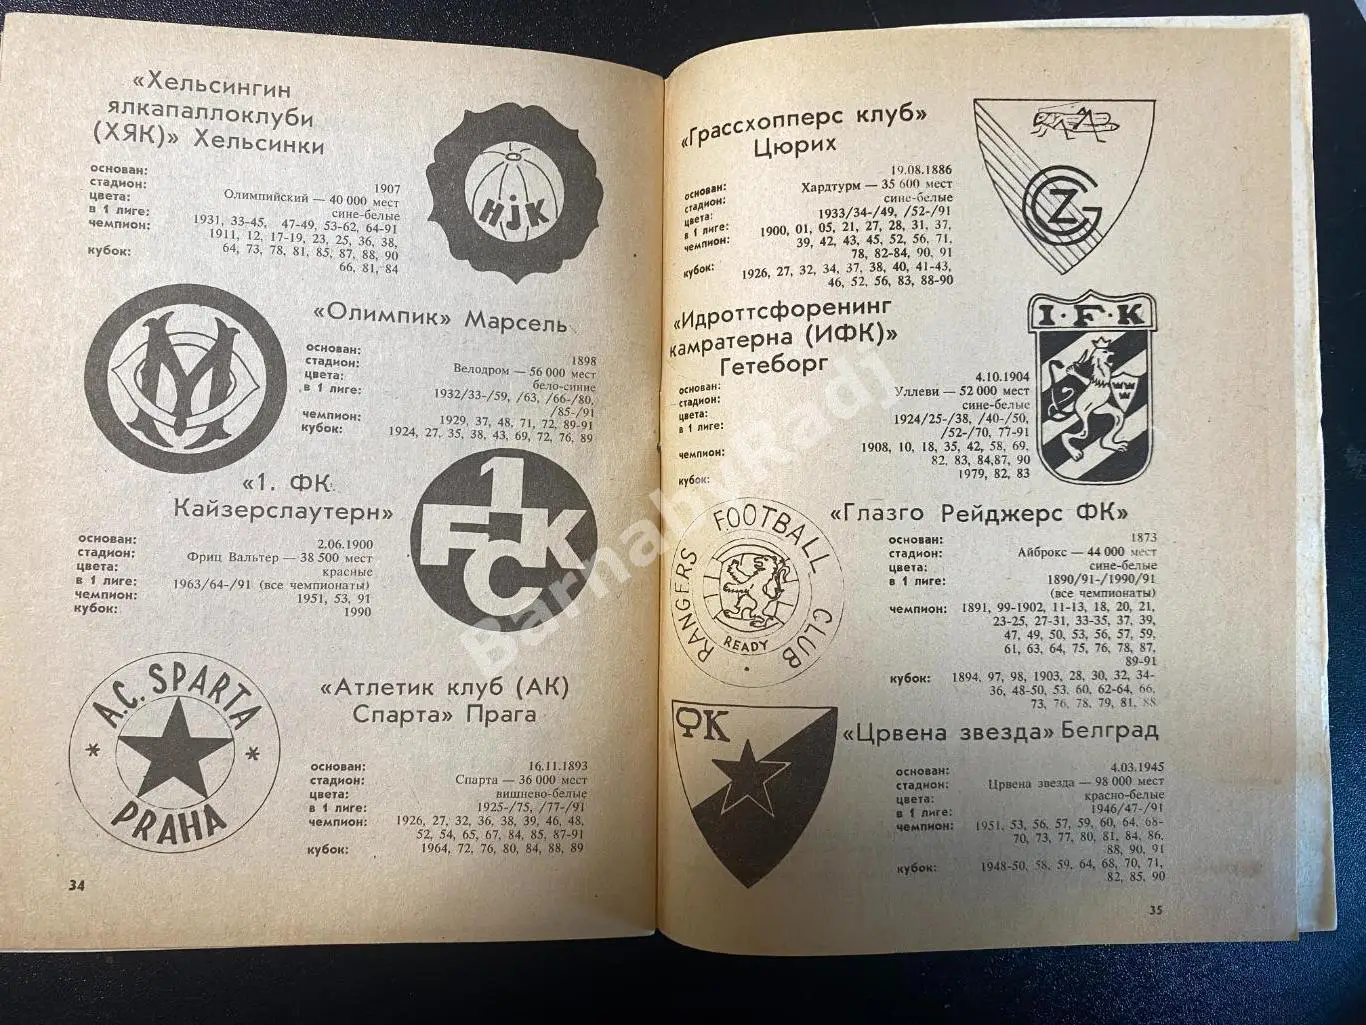 «Хельсингин
ялкапаллоклуби
(ХЯК)» Хельсинки
основан: 1907
стадион: Олимпийский — 40 000 мест
цвета: сине-белые
в 1 лиге: 1931, 33-45, 47-49, 53-62, 64-91
чемпион: 1911, 12, 17-19, 23, 25, 36, 38,
64, 73, 78, 81, 85, 87, 88, 90
кубок: 66, 81, 84
HJK
«Олимпик» Марсель
основан: 1898
стадион: Велодром — 56 000 мест
цвета: бело-синие
в 1 лиге: 1932/33-/59, /63, /66-/80,
/85-/91
чемпион: 1929, 37, 48, 71, 72, 89-91
кубок: 1924, 27, 35, 38, 43, 69, 72, 76, 89
OM
«1. ФК
Кайзерслаутерн»
основан: 2.06.1900
стадион: Фриц Вальтер — 38 500 мест
цвета: красные
в 1 лиге: 1963/64-/91 (все чемпионаты)
чемпион: 1951, 53, 91
кубок: 1990
1
FCK
A.C. SPARTA
PRAHA
«Атлетик клуб (АК)
Спарта» Прага
основан: 16.11.1893
стадион: Спарта — 36 000 мест
цвета: вишнево-белые
в 1 лиге: 1925-/75, /77-/91
чемпион: 1926, 27, 32, 36, 38, 39, 46, 48,
52, 54, 65, 67, 84, 85, 87-91
кубок: 1964, 72, 76, 80, 84, 88, 89
34
«Грассхопперс клуб»
Цюрих
основан: 19.08.1886
стадион: Хардтурм — 35 600 мест
цвета: сине-белые
в 1 лиге: 1933/34-/49, /52-/91
чемпион: 1900, 01, 05, 21, 27, 28, 31, 37,
39, 42, 43, 45, 52, 56, 71,
78, 82-84, 90, 91
кубок: 1926, 27, 32, 34, 37, 38, 40, 41-43,
46, 52, 56, 83, 88-90
GCZ
«Идроттсфоренинг
камратерна (ИФК)»
Гетеборг
основан: 4.10.1904
стадион: Уллеви — 52 000 мест
цвета: сине-белые
в 1 лиге: 1924/25-/38, /40-/50,
/52-/70, 77-91
чемпион: 1908, 10, 18, 35, 42, 58, 69,
82, 83, 84,87, 90
кубок: 1979, 82, 83
I.F.K
RANGERS FOOTBALL CLUB
READY
«Глазго Рейджерс ФК»
основан: 1873
стадион: Айброкс — 44 000 мест
цвета: сине-белые
в 1 лиге: 1890/91-/1990/91
(все чемпионаты)
чемпион: 1891, 99-1902, 11-13, 18, 20, 21,
23-25, 27-31, 33-35, 37, 39,
47, 49, 50, 53, 56, 57, 59,
61, 63, 64, 75, 76, 78, 87,
89-91
кубок: 1894, 97, 98, 1903, 28, 30, 32, 34-
36, 48-50, 53, 60, 62-64, 66,
73, 76, 78, 79, 81, 88
ФК
«Црвена звезда» Белград
основан: 4.03.1945
стадион: Црвена звезда — 98 000 мест
цвета: красно-белые
в 1 лиге: 1946/47-/91
чемпион: 1951, 53, 56, 57, 59, 60, 64, 68-
70, 73, 77, 80, 81, 84, 86,
88, 90, 91
кубок: 1948-50, 58, 59, 64, 68, 70, 71,
82, 85, 90
35
BarnabyRadj